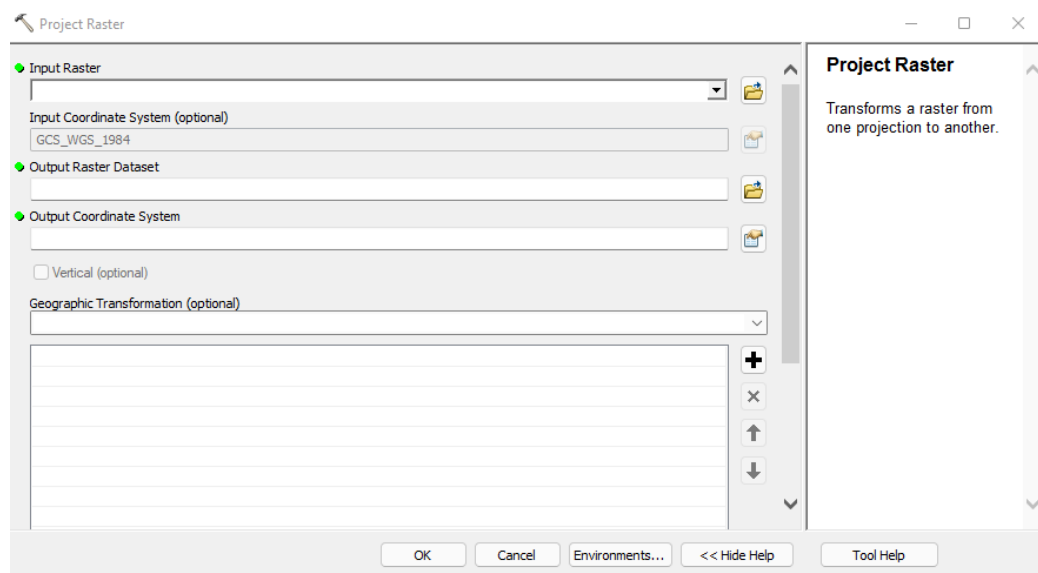 Project Raster
Input Raster
Input Coordinate System (optional)
GCS_WGS_1984
Output Raster Dataset
Output Coordinate System
Vertical (optional)
Geographic Transformation (optional)
OK
Cancel
Environments...
<< Hide Help
Project Raster
Transforms a raster from
one projection to another.
Tool Help